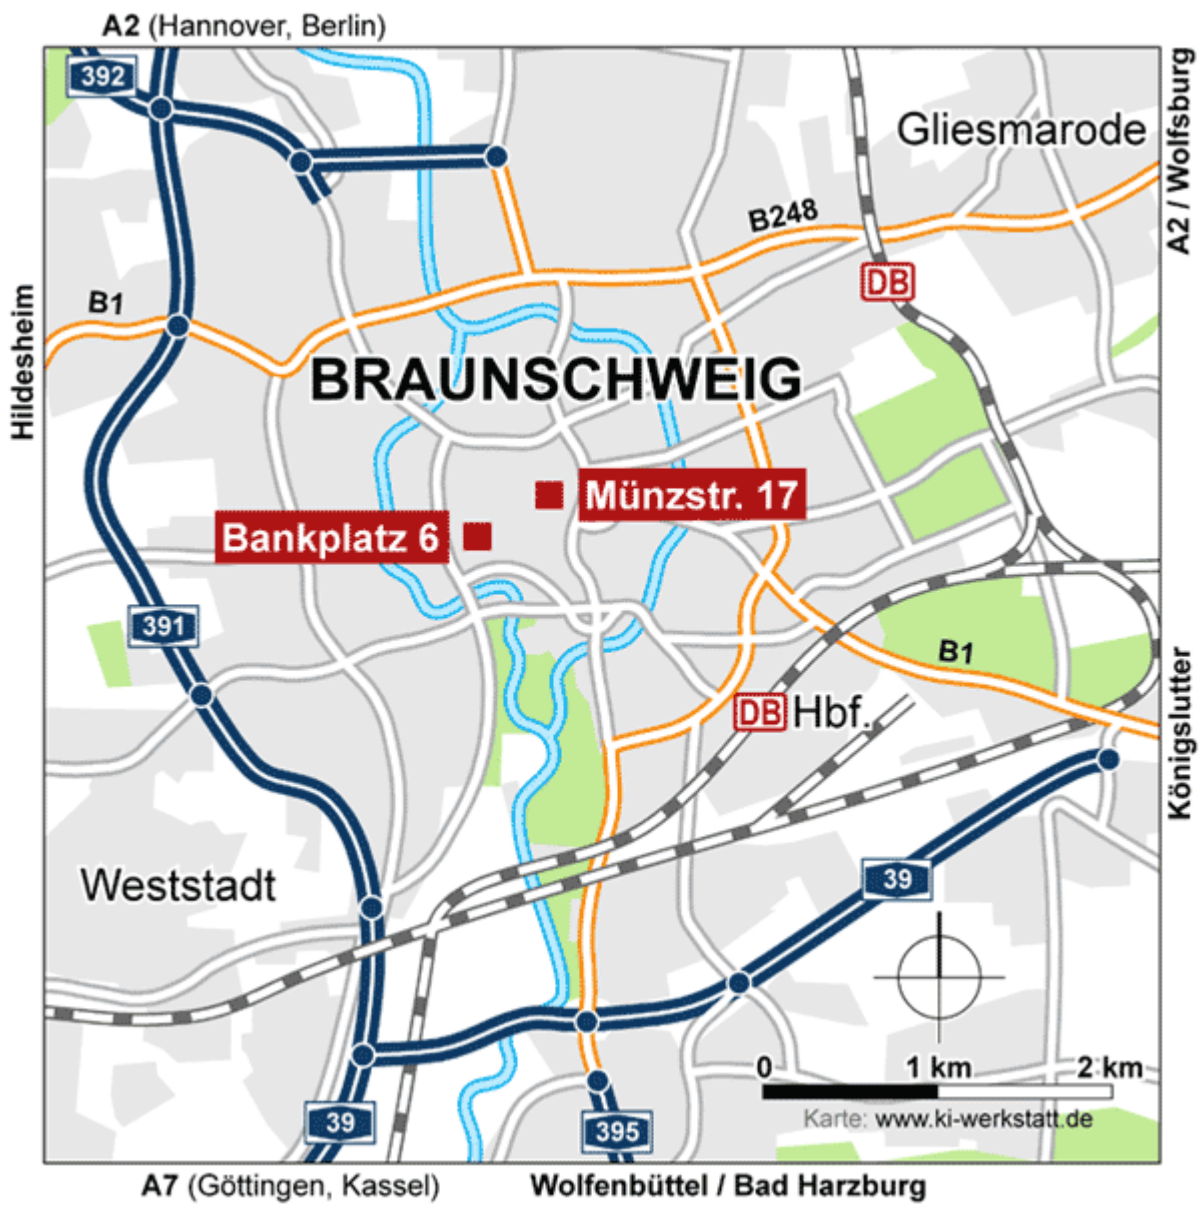 A2 (Hannover, Berlin)
392
Gliesmarode
A2 / Wolfsburg
B248
DB
B1
Hildesheim
BRAUNSCHWEIG
Münzstr. 17
Bankplatz 6
391
B1
DB Hbf.
Königslutter
Weststadt
39
0 1 km 2 km
Karte: www.ki-werkstatt.de
39
395
A7 (Göttingen, Kassel)
Wolfenbüttel / Bad Harzburg